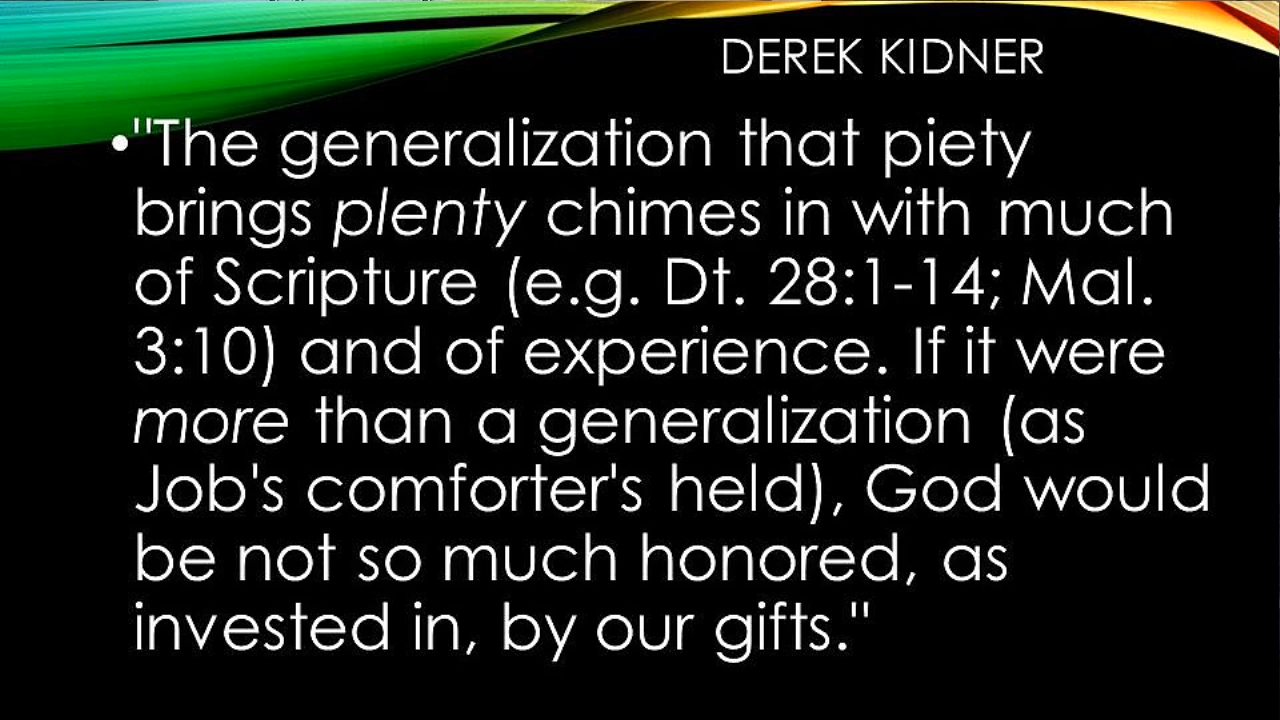 DEREK KIDNER
•"The generalization that piety
brings plenty chimes in with much
of Scripture (e.g. Dt. 28:1-14; Mal.
3:10) and of experience. If it were
more than a generalization (as
Job's comforter's held), God would
be not so much honored, as
invested in, by our gifts."